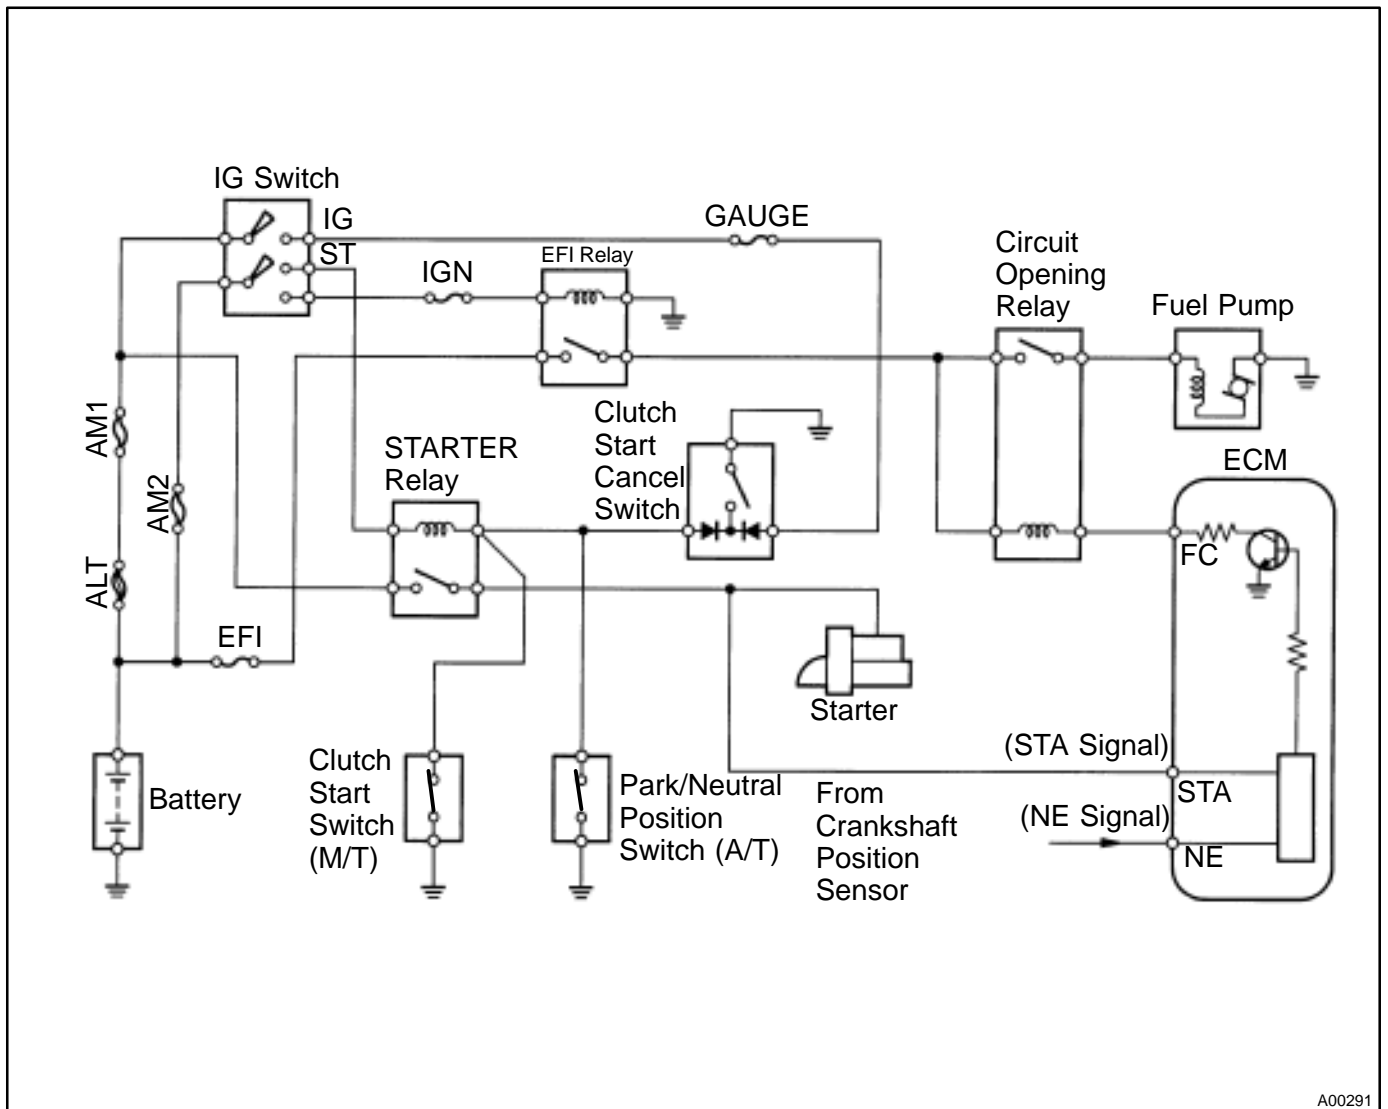 IG Switch
IG
ST
GAUGE
IGN
EFI Relay
Circuit
Opening
Relay
Fuel Pump
AM1
AM2
ALT
EFI
STARTER
Relay
Clutch
Start
Cancel
Switch
ECM
FC
Starter
(STA Signal)
STA
(NE Signal)
NE
Battery
Clutch
Start
Switch
(M/T)
Park/Neutral
Position
Switch (A/T)
From
Crankshaft
Position
Sensor
A00291